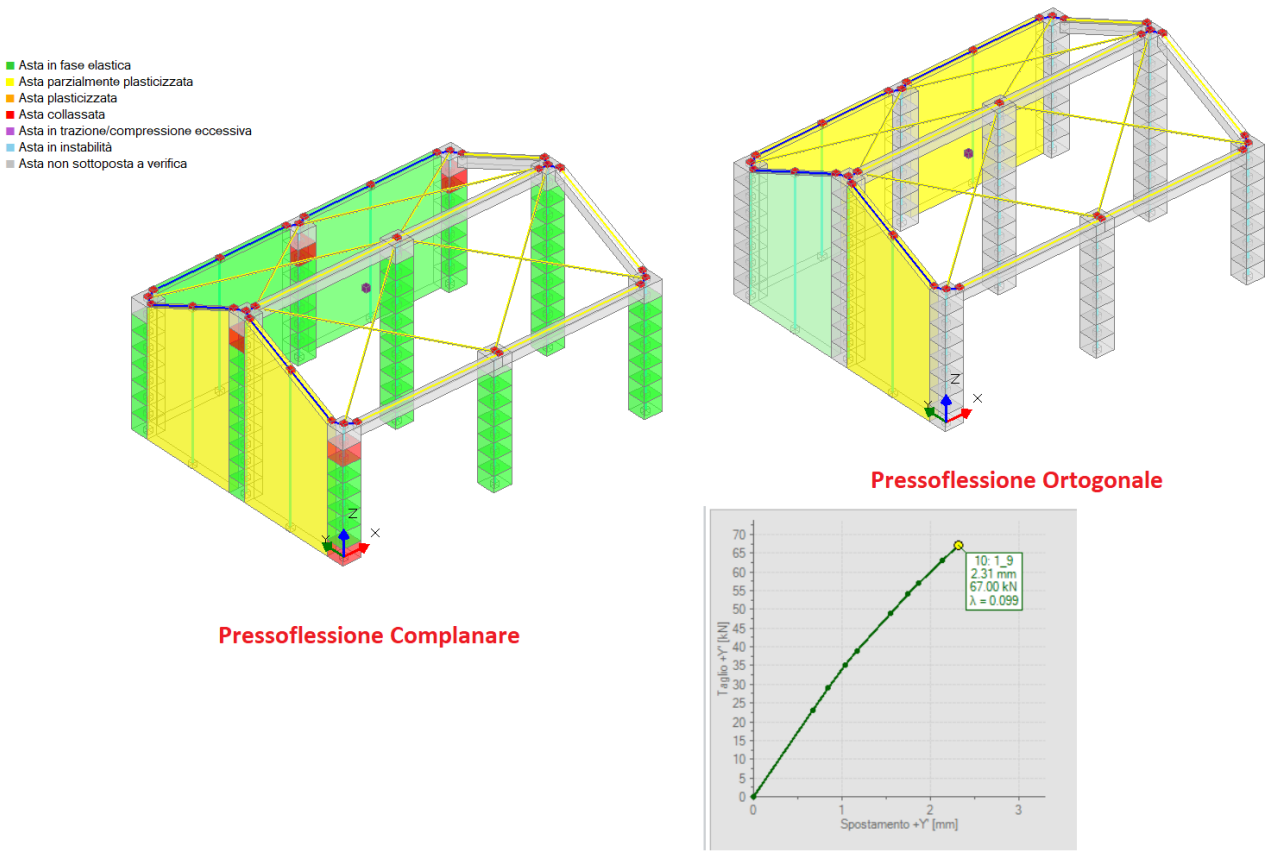 Asta in fase elastica
Asta parzialmente plasticizzata
Asta plasticizzata
Asta collassata
Asta in trazione/compressione eccessiva
Asta in instabilità
Asta non sottoposta a verifica
Z
X
Y
Z
X
Y
Pressoflessione Ortogonale
Pressoflessione Complanare
Taglio +Y' [kN]
70
65
60
55
50
45
40
35
30
25
20
15
10
5
0
10: 1_9
2.31 mm
67.00 kN
λ = 0.099
0
1
2
3
Spostamento +Y' [mm]